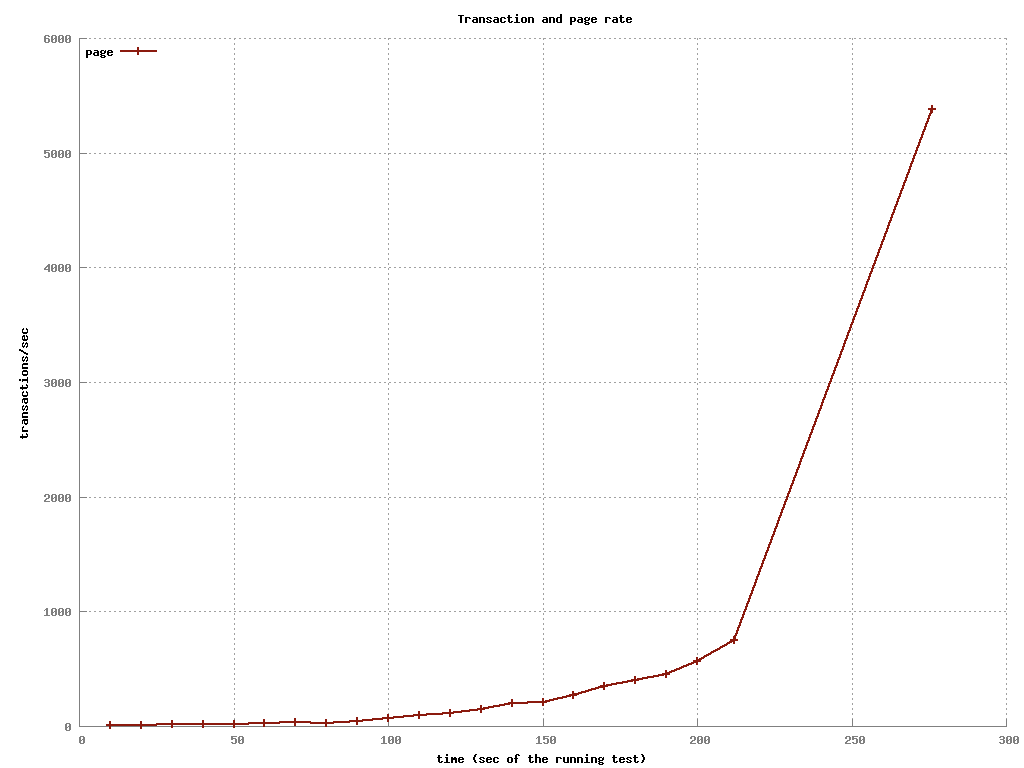 Transaction and page rate
6000
page
5000
4000
3000
2000
1000
0
transactions/sec
0 50 100 150 200 250 300
time (sec of the running test)